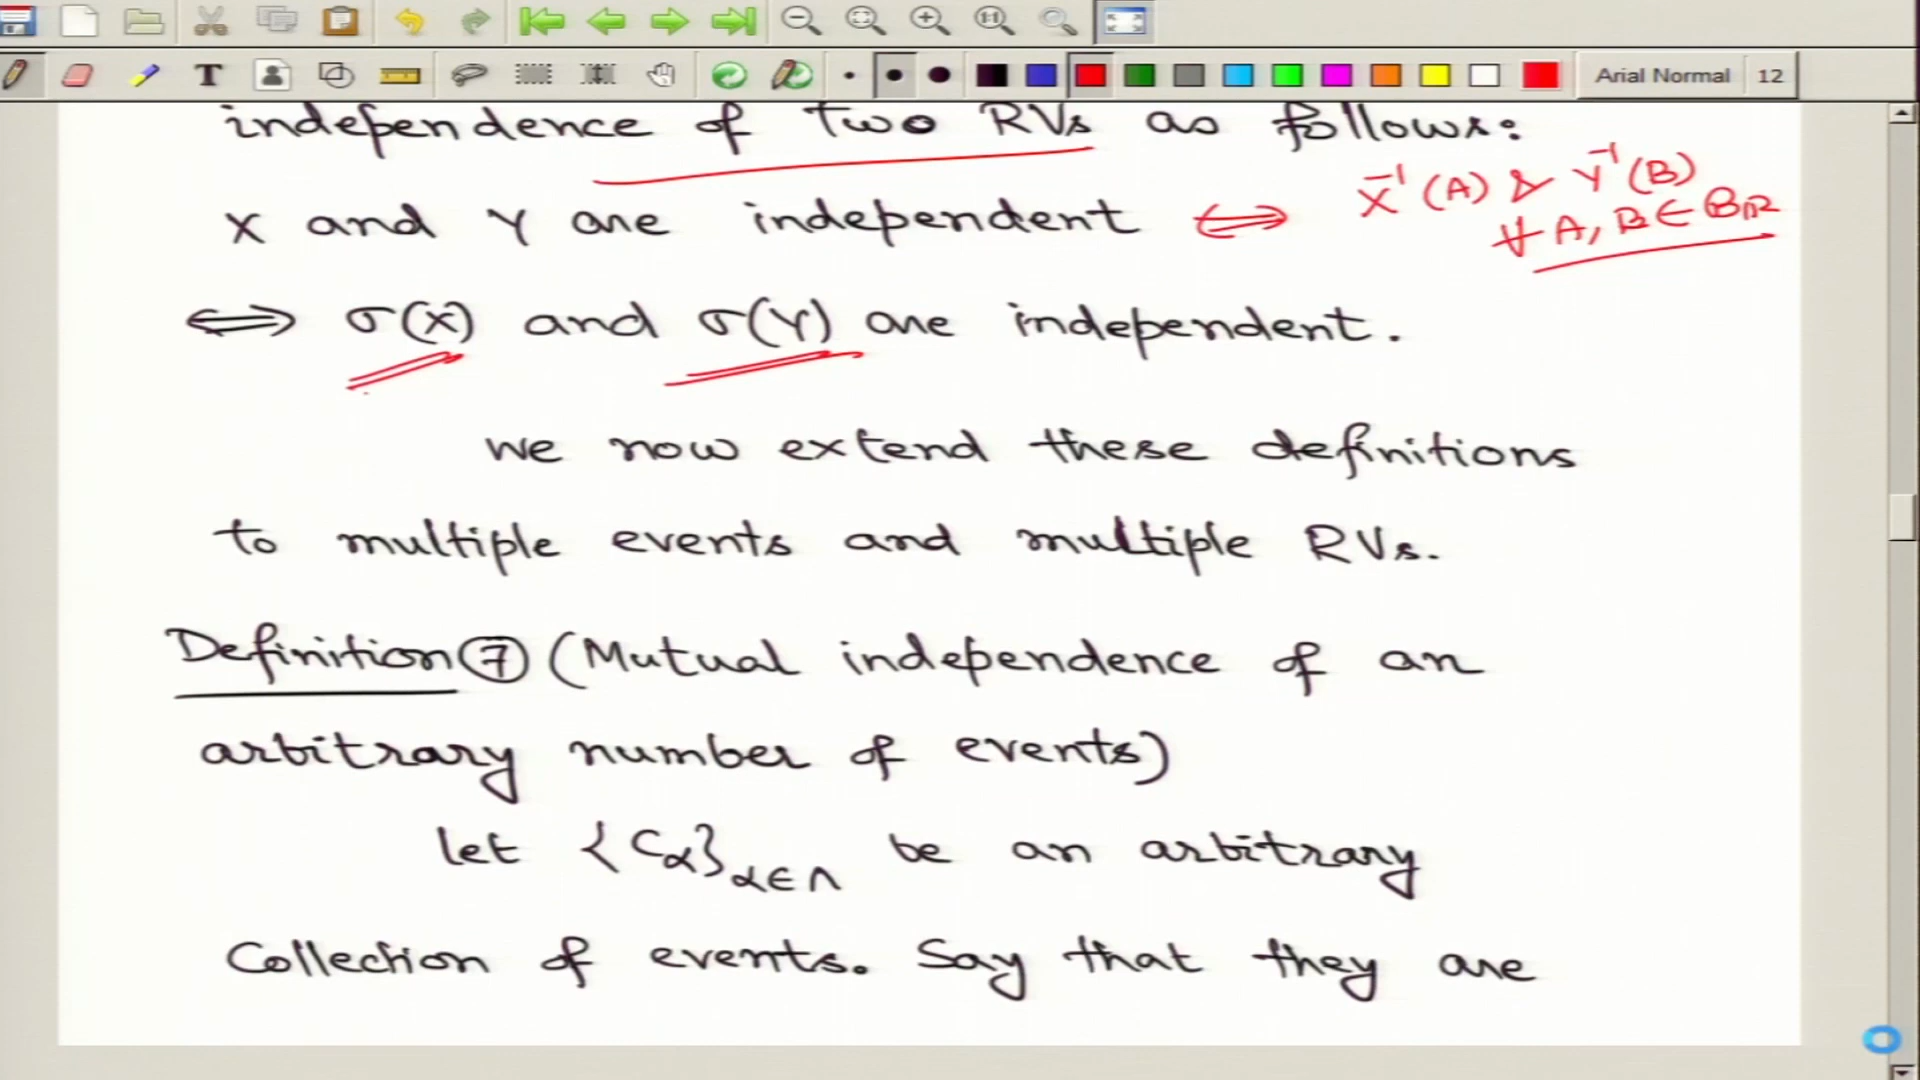 Arial Normal 12
independence of two RVs as follows:
X and Y are independent ⟺ X⁻¹(A) & Y⁻¹(B)
∀ A, B ∈ B_ℝ
⟺ σ(X) and σ(Y) are independent.
We now extend these definitions
to multiple events and multiple RVs.
Definition ⑦ (Mutual independence of an
arbitrary number of events)
let {C_α}_α∈Λ be an arbitrary
Collection of events. Say that they are